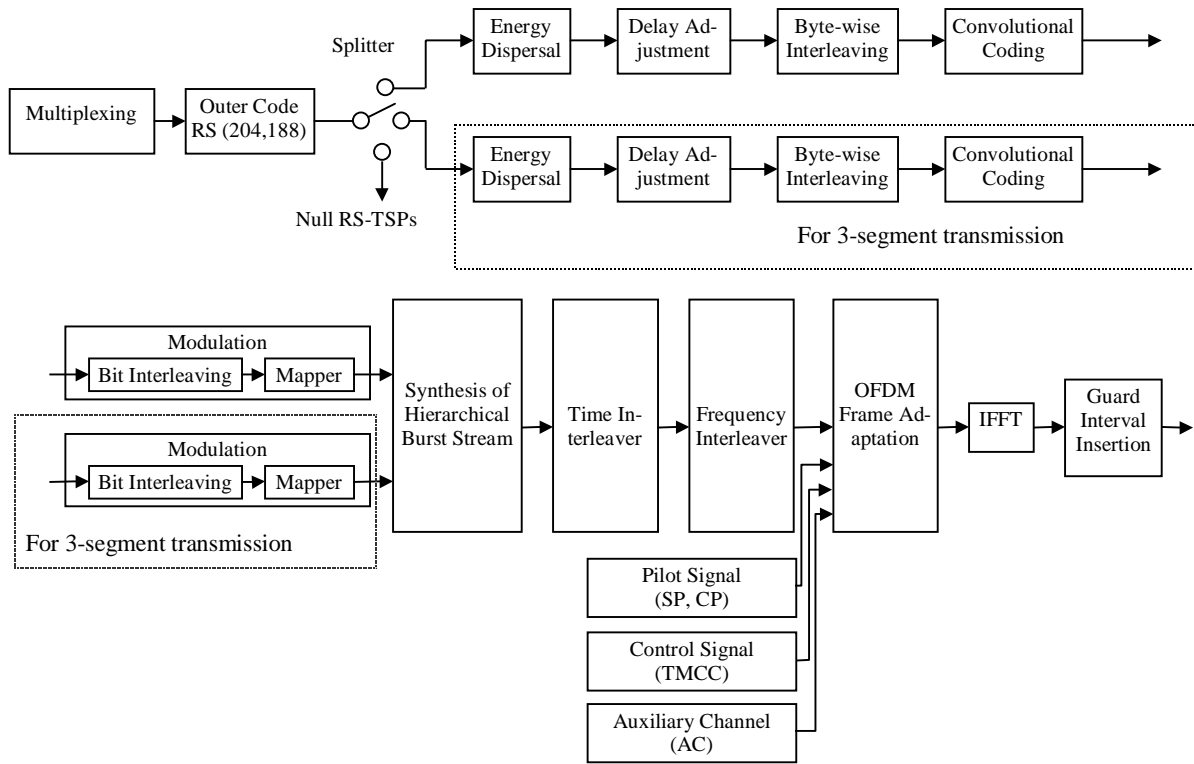 Splitter
Energy
Dispersal
Delay Ad-
justment
Byte-wise
Interleaving
Convolutional
Coding
Multiplexing
Outer Code
RS (204,188)
Energy
Dispersal
Delay Ad-
justment
Byte-wise
Interleaving
Convolutional
Coding
Null RS-TSPs
For 3-segment transmission
Modulation
Bit Interleaving
Mapper
Modulation
Bit Interleaving
Mapper
For 3-segment transmission
Synthesis of
Hierarchical
Burst Stream
Time In-
terleaver
Frequency
Interleaver
OFDM
Frame Ad-
aptation
IFFT
Guard
Interval
Insertion
Pilot Signal
(SP, CP)
Control Signal
(TMCC)
Auxiliary Channel
(AC)